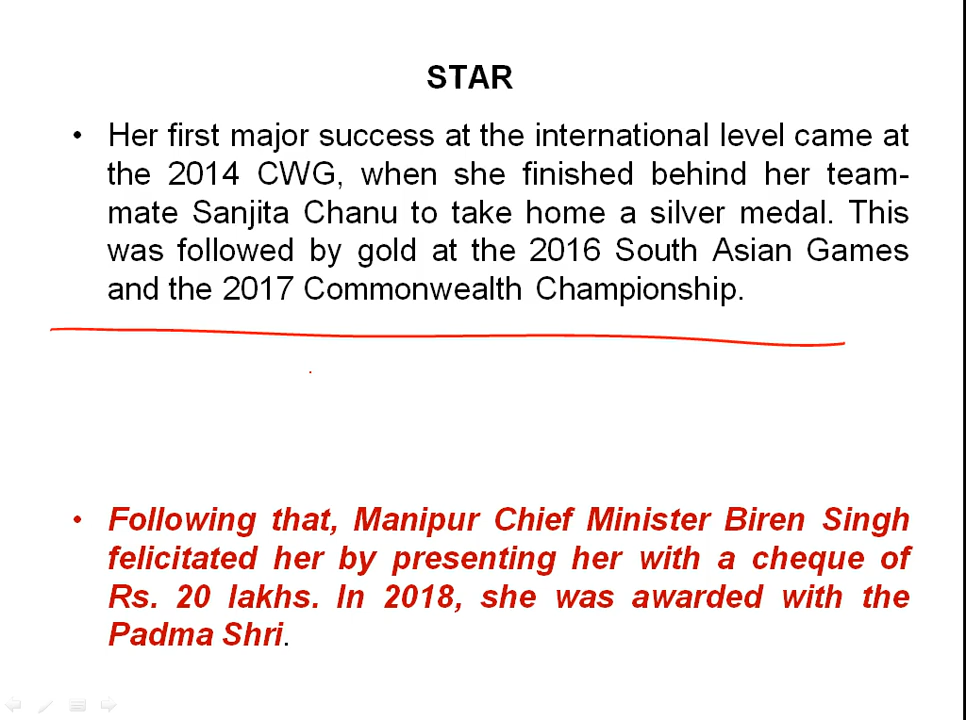 STAR
• Her first major success at the international level came at
the 2014 CWG, when she finished behind her team-
mate Sanjita Chanu to take home a silver medal. This
was followed by gold at the 2016 South Asian Games
and the 2017 Commonwealth Championship.
• Following that, Manipur Chief Minister Biren Singh
felicitated her by presenting her with a cheque of
Rs. 20 lakhs. In 2018, she was awarded with the
Padma Shri.